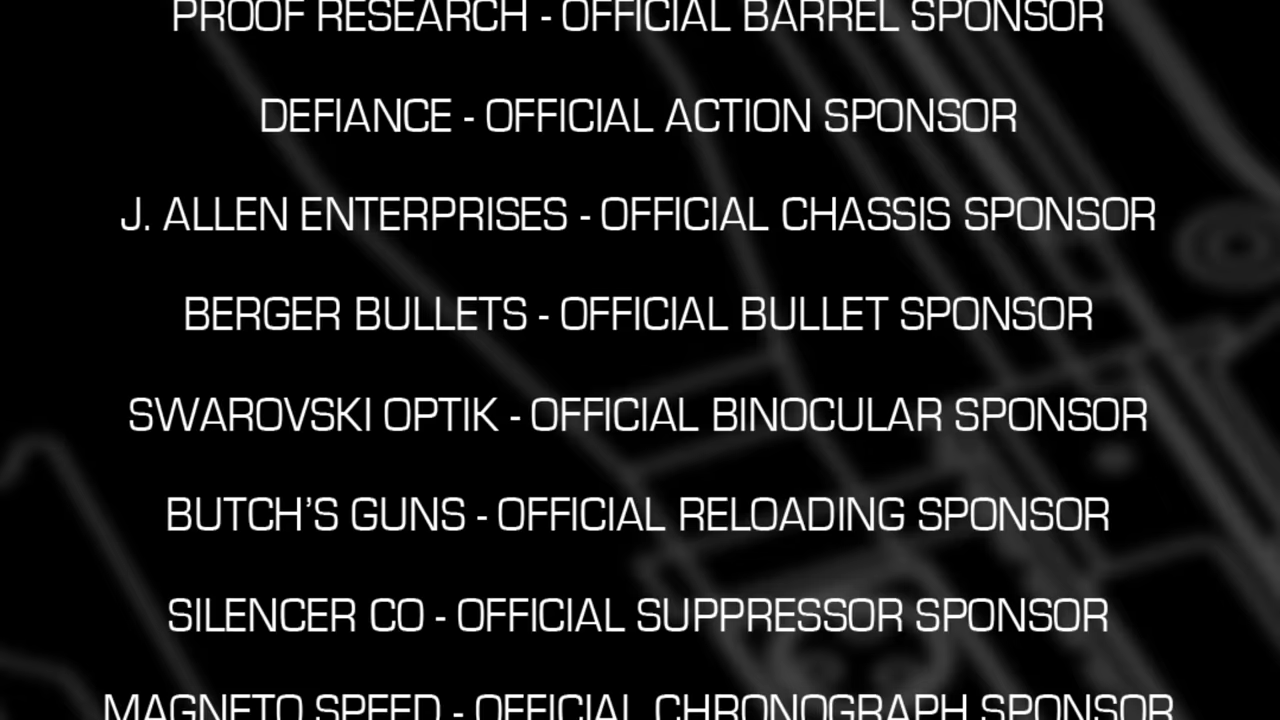 PROOF RESEARCH - OFFICIAL BARREL SPONSOR
DEFIANCE - OFFICIAL ACTION SPONSOR
J. ALLEN ENTERPRISES - OFFICIAL CHASSIS SPONSOR
BERGER BULLETS - OFFICIAL BULLET SPONSOR
SWAROVSKI OPTIK - OFFICIAL BINOCULAR SPONSOR
BUTCH’S GUNS - OFFICIAL RELOADING SPONSOR
SILENCER CO - OFFICIAL SUPPRESSOR SPONSOR
MAGNETO SPEED - OFFICIAL CHRONOGRAPH SPONSOR